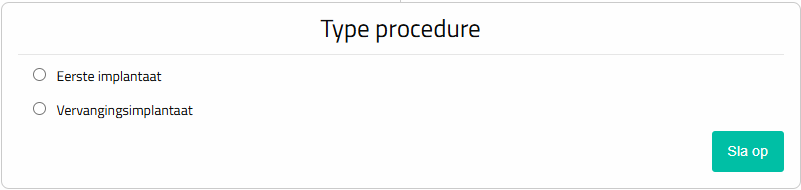 Type procedure
Eerste implantaat
Vervangingsimplantaat
Sla op